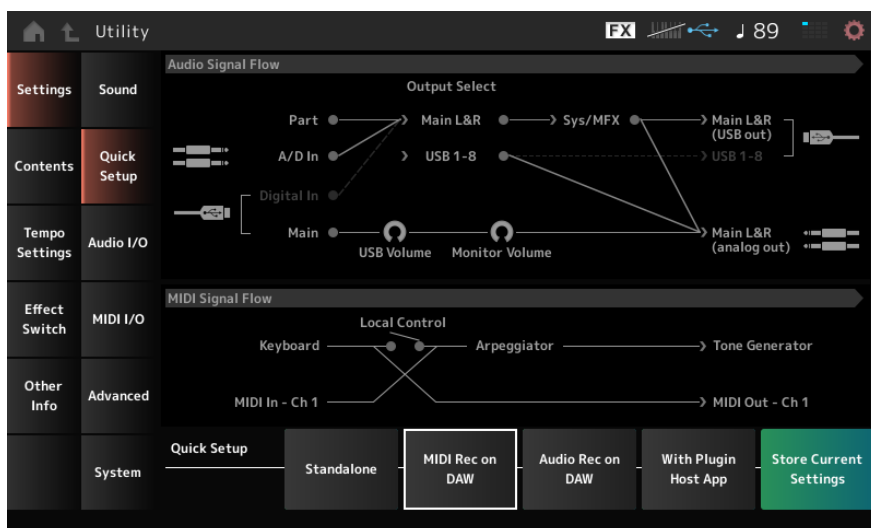 Utility
FX
89
Settings
Sound
Contents
Quick
Setup
Tempo
Settings
Audio I/O
Effect
Switch
MIDI I/O
Other
Info
Advanced
System
Audio Signal Flow
Output Select
Part
Main L&R
Sys/MFX
Main L&R
(USB out)
A/D In
USB 1-8
USB 1-8
Digital In
Main
USB Volume
Monitor Volume
Main L&R
(analog out)
MIDI Signal Flow
Local Control
Keyboard
Arpeggiator
Tone Generator
MIDI In - Ch 1
MIDI Out - Ch 1
Quick Setup
Standalone
MIDI Rec on
DAW
Audio Rec on
DAW
With Plugin
Host App
Store Current
Settings